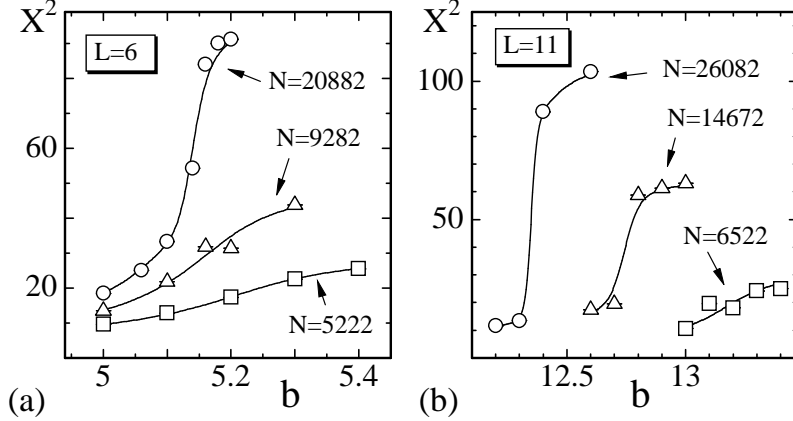 X²
L=6
N=20882
N=9282
N=5222
60
20
5
5.2
5.4
(a)
b
X²
L=11
N=26082
N=14672
N=6522
100
50
12.5
13
(b)
b